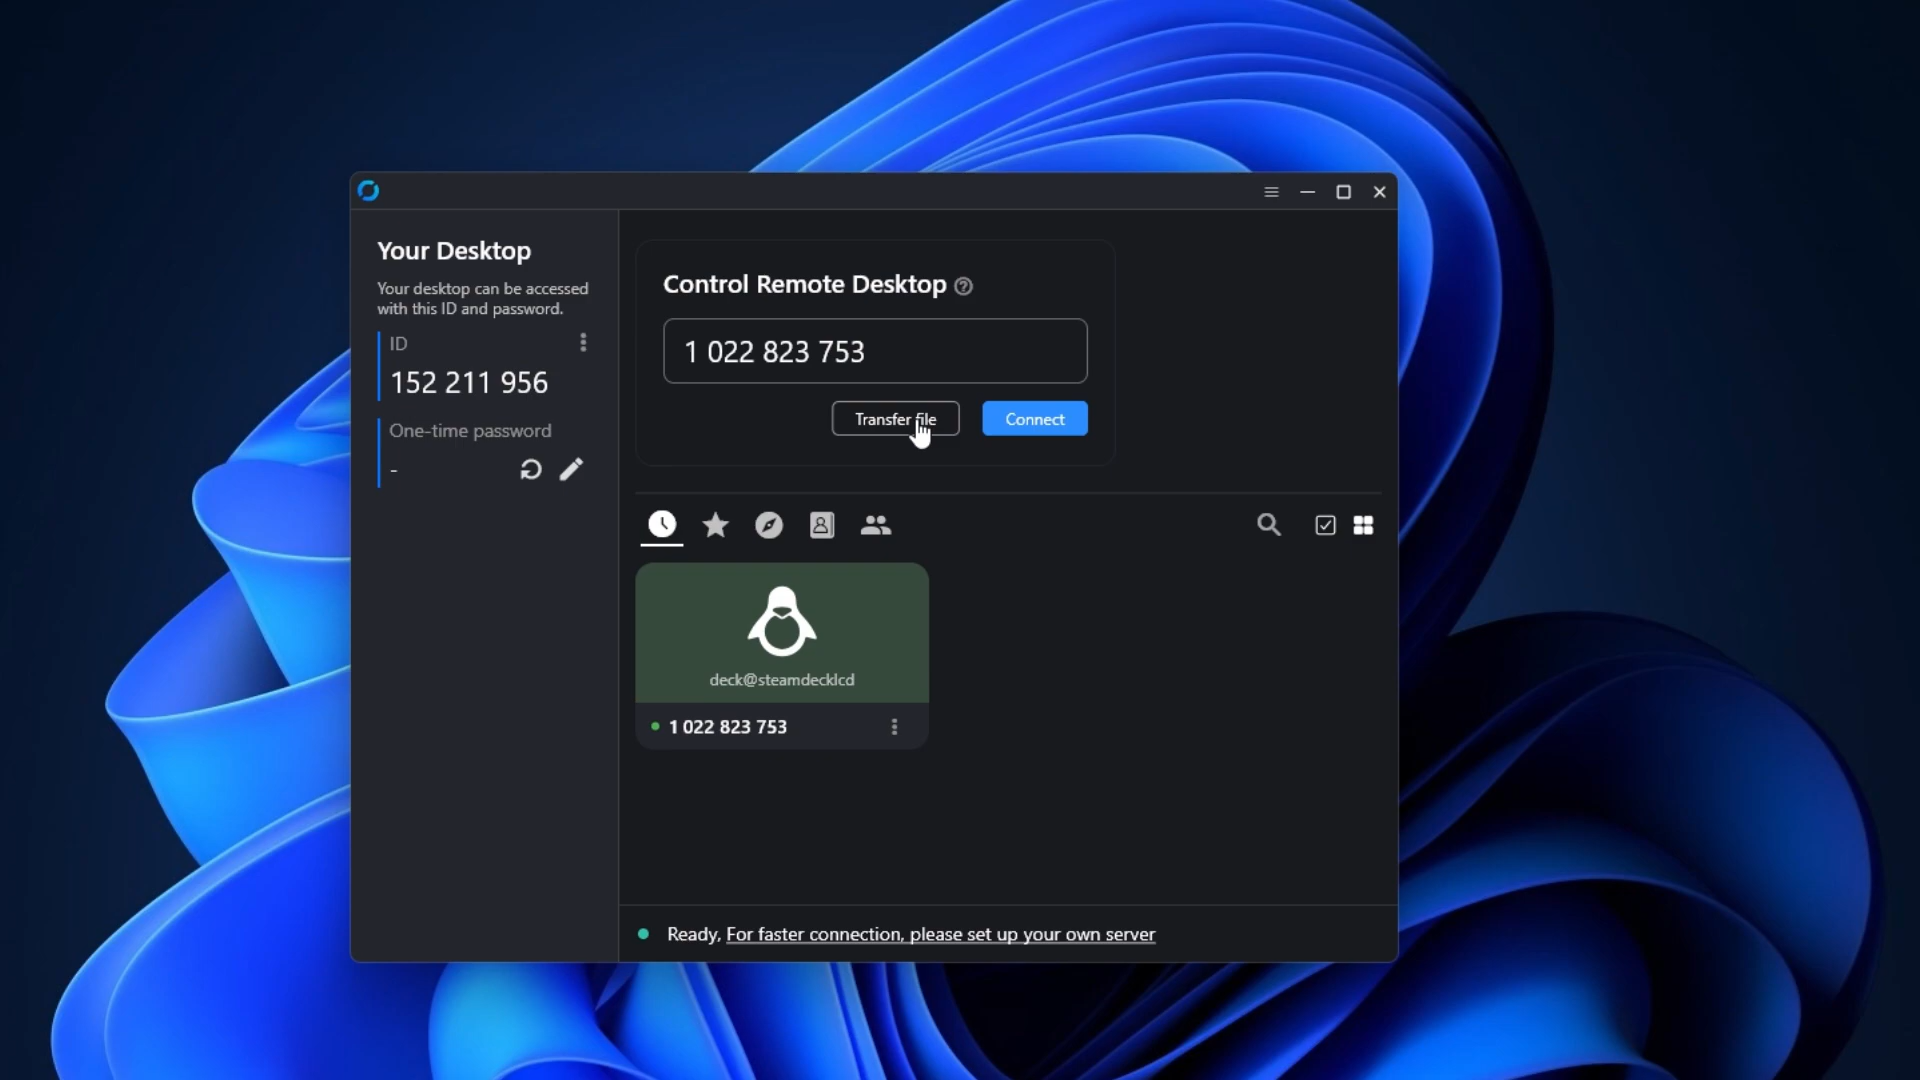 Your Desktop
Your desktop can be accessed
with this ID and password.
ID
152 211 956
One-time password
-
Control Remote Desktop
1 022 823 753
Transfer file
Connect
deck@steamdecklcd
1 022 823 753
Ready, For faster connection, please set up your own server